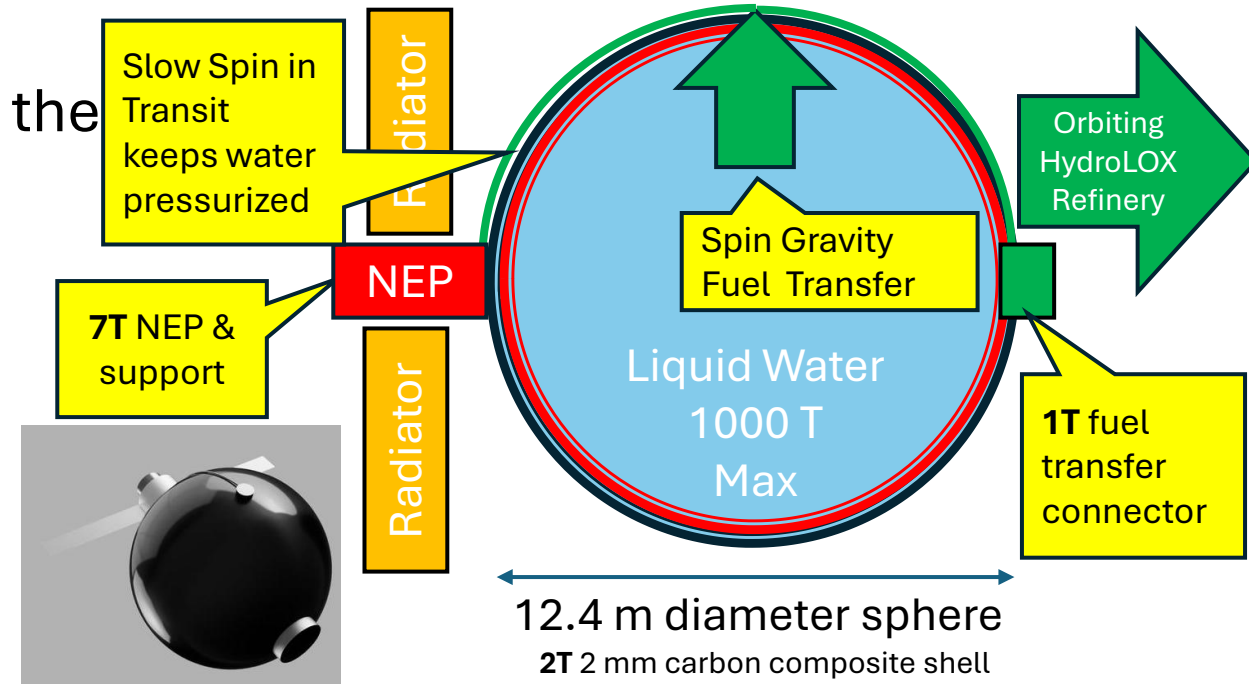 the
Slow Spin in
Transit
keeps water
pressurized
Radiator
NEP
7T NEP &
support
Radiator
Spin Gravity
Fuel Transfer
Liquid Water
1000 T
Max
Orbiting
HydroLOX
Refinery
1T fuel
transfer
connector
12.4 m diameter sphere
2T 2 mm carbon composite shell